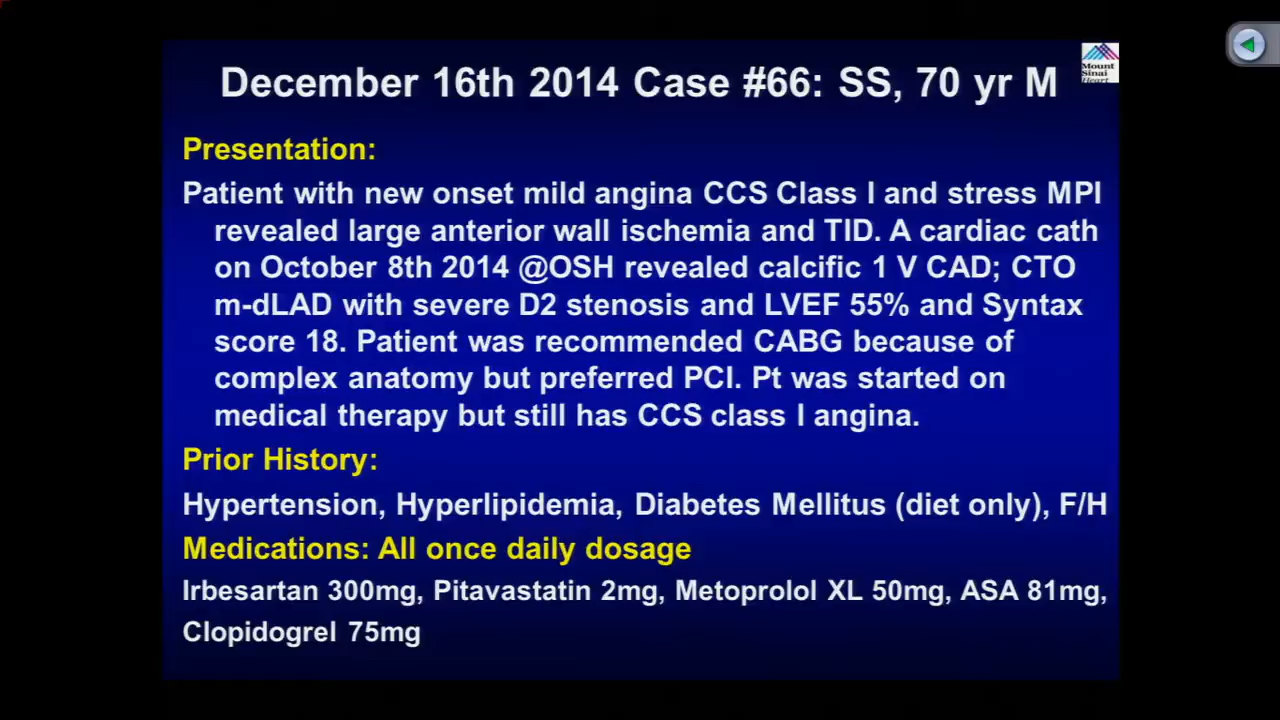 December 16th 2014 Case #66: SS, 70 yr M
Mount
Sinai
Heart
Presentation:
Patient with new onset mild angina CCS Class I and stress MPI
revealed large anterior wall ischemia and TID. A cardiac cath
on October 8th 2014 @OSH revealed calcific 1 V CAD; CTO
m-dLAD with severe D2 stenosis and LVEF 55% and Syntax
score 18. Patient was recommended CABG because of
complex anatomy but preferred PCI. Pt was started on
medical therapy but still has CCS class I angina.
Prior History:
Hypertension, Hyperlipidemia, Diabetes Mellitus (diet only), F/H
Medications: All once daily dosage
Irbesartan 300mg, Pitavastatin 2mg, Metoprolol XL 50mg, ASA 81mg,
Clopidogrel 75mg